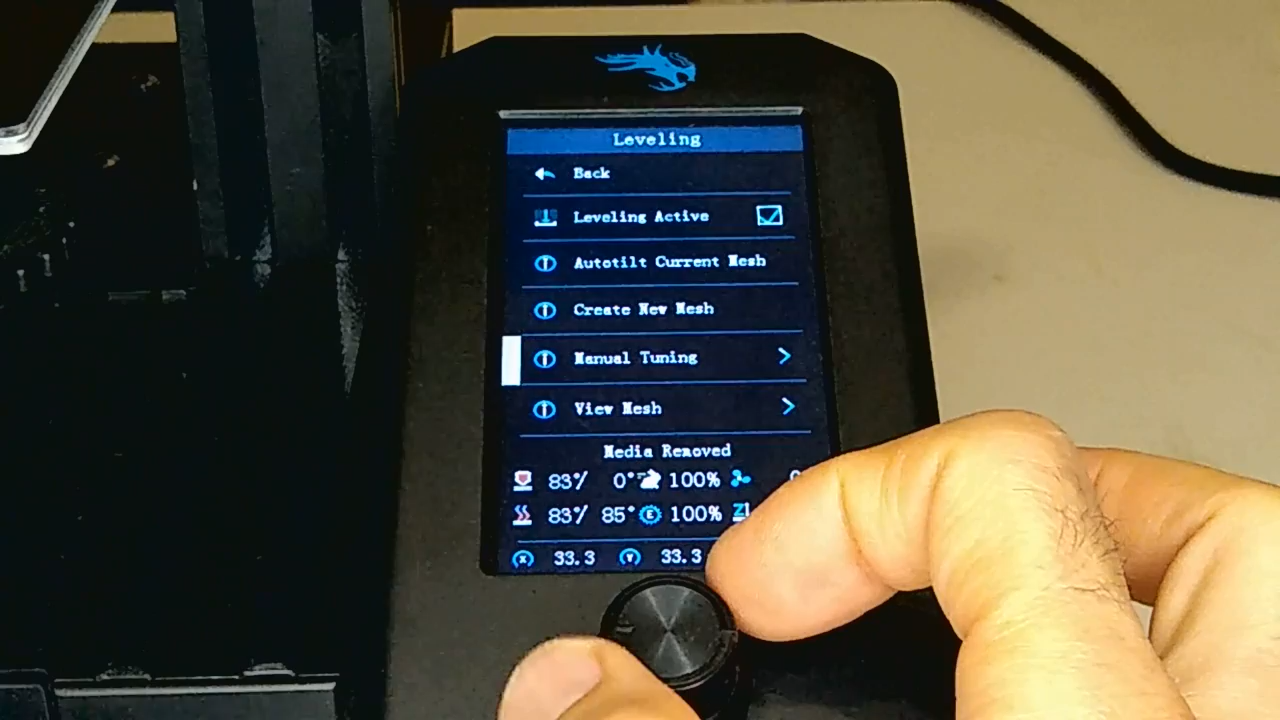 Leveling
Back
Leveling Active
Autotilt Current Mesh
Create New Mesh
Manual Tuning
View Mesh
Media Removed
83/ 0° 100%
83/ 85° E 100% Z
X 33.3 Y 33.3